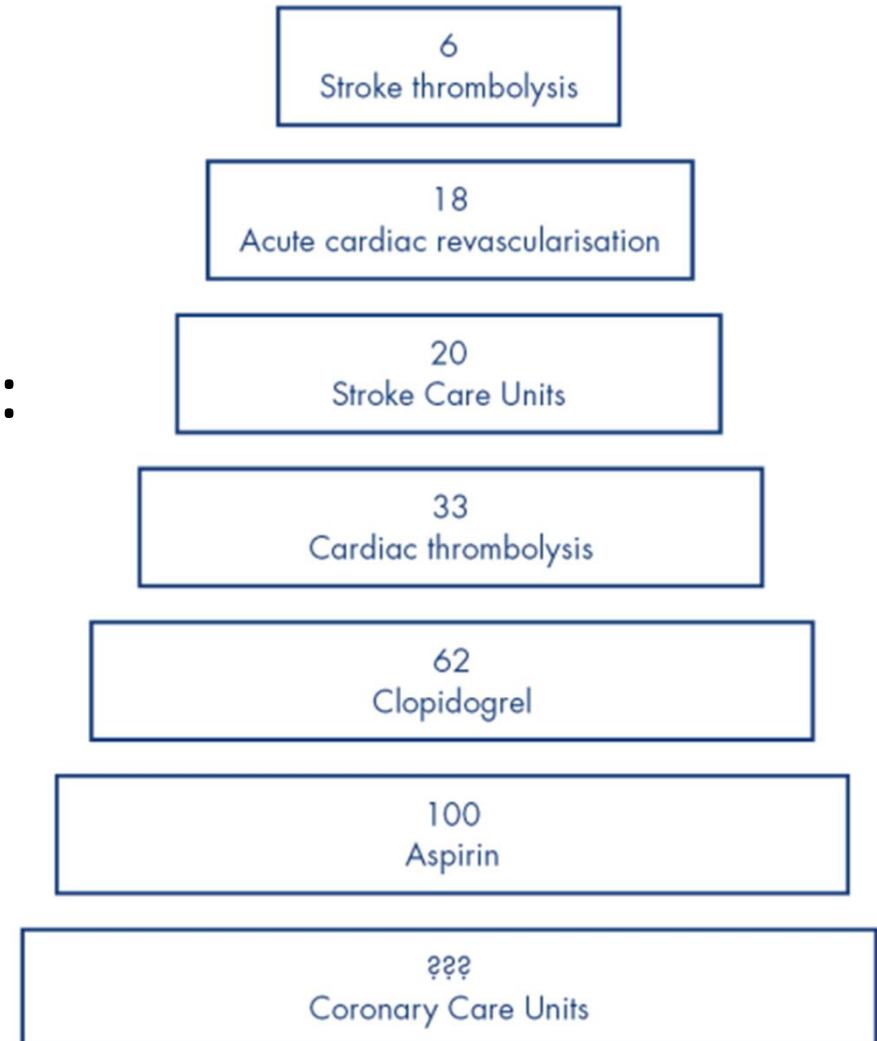 6
Stroke thrombolysis
18
Acute cardiac revascularisation
20
Stroke Care Units
:
33
Cardiac thrombolysis
62
Clopidogrel
100
Aspirin
???
Coronary Care Units